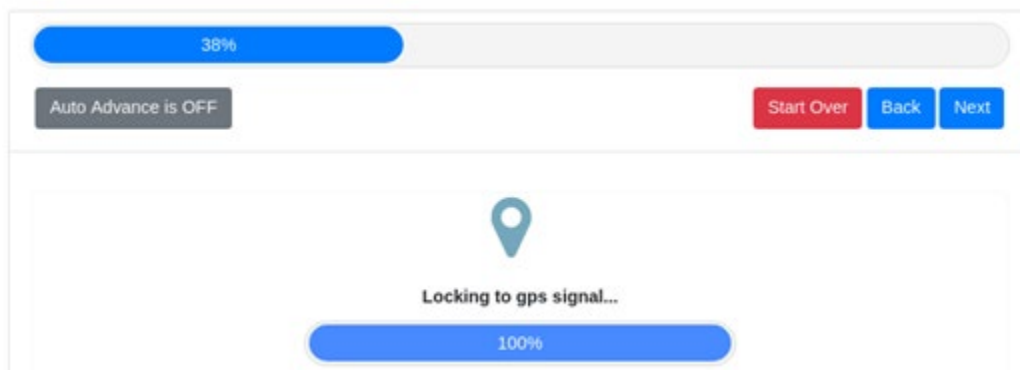 38%
Auto Advance is OFF
Start Over
Back
Next
Locking to gps signal...
100%